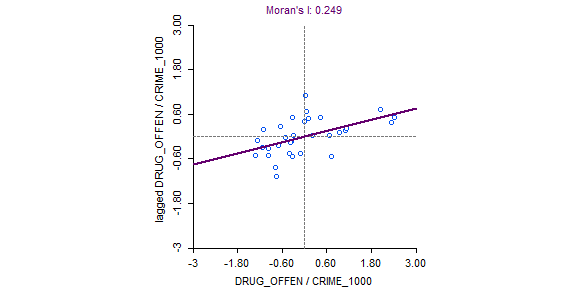 Moran's I: 0.249
3.00
1.80
0.60
-0.60
-1.80
-3
lagged DRUG_OFFEN / CRIME_1000
-3 -1.80 -0.60 0.60 1.80 3.00
DRUG_OFFEN / CRIME_1000